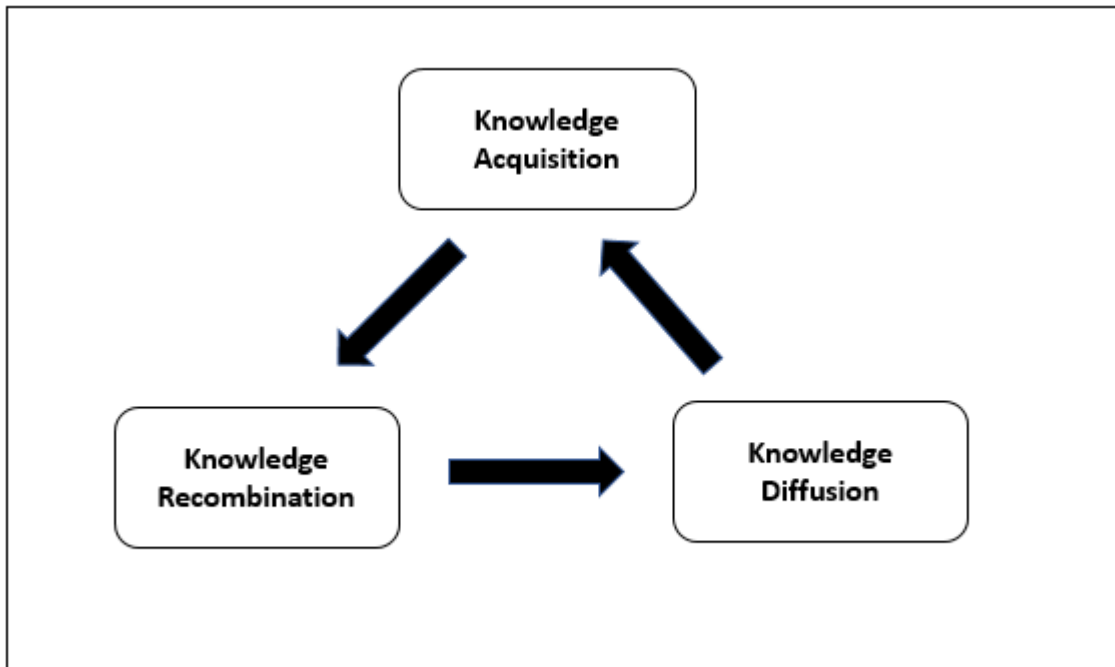 Knowledge
Acquisition
Knowledge
Recombination
Knowledge
Diffusion